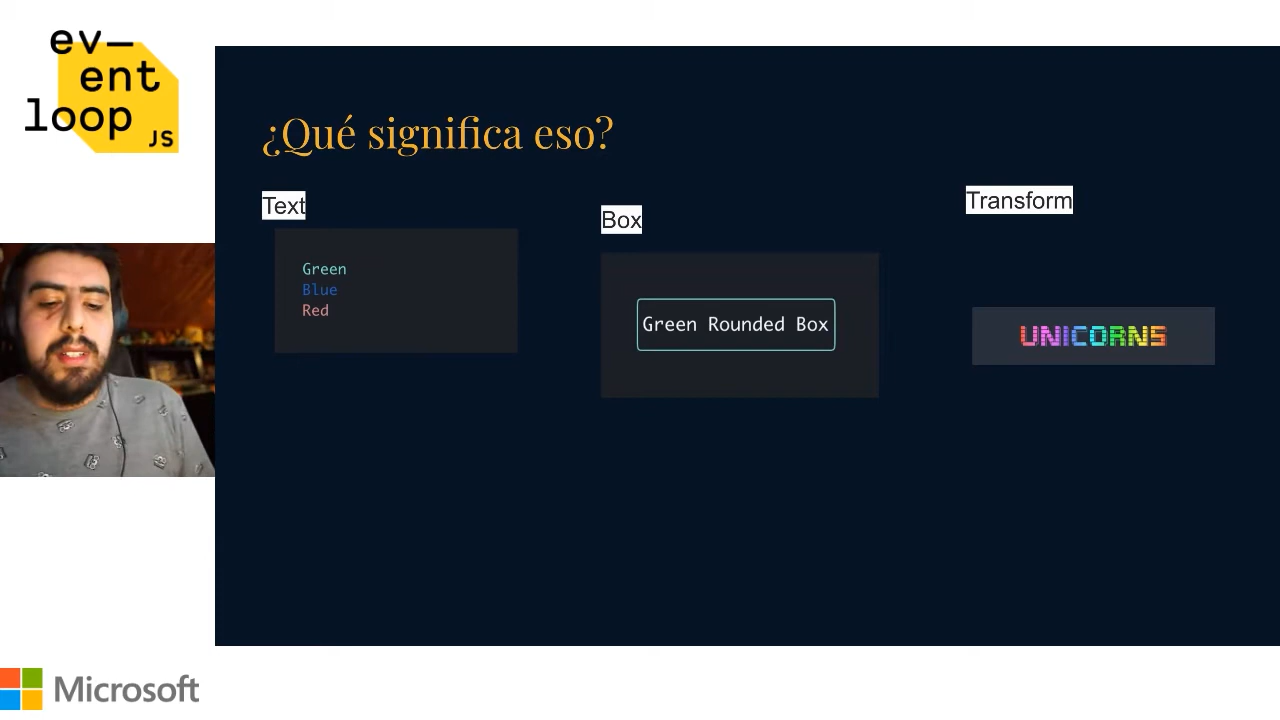 ev—
ent
loop
JS
¿Qué significa eso?
Text
Green
Blue
Red
Box
Green Rounded Box
Transform
UNICORNS
Microsoft